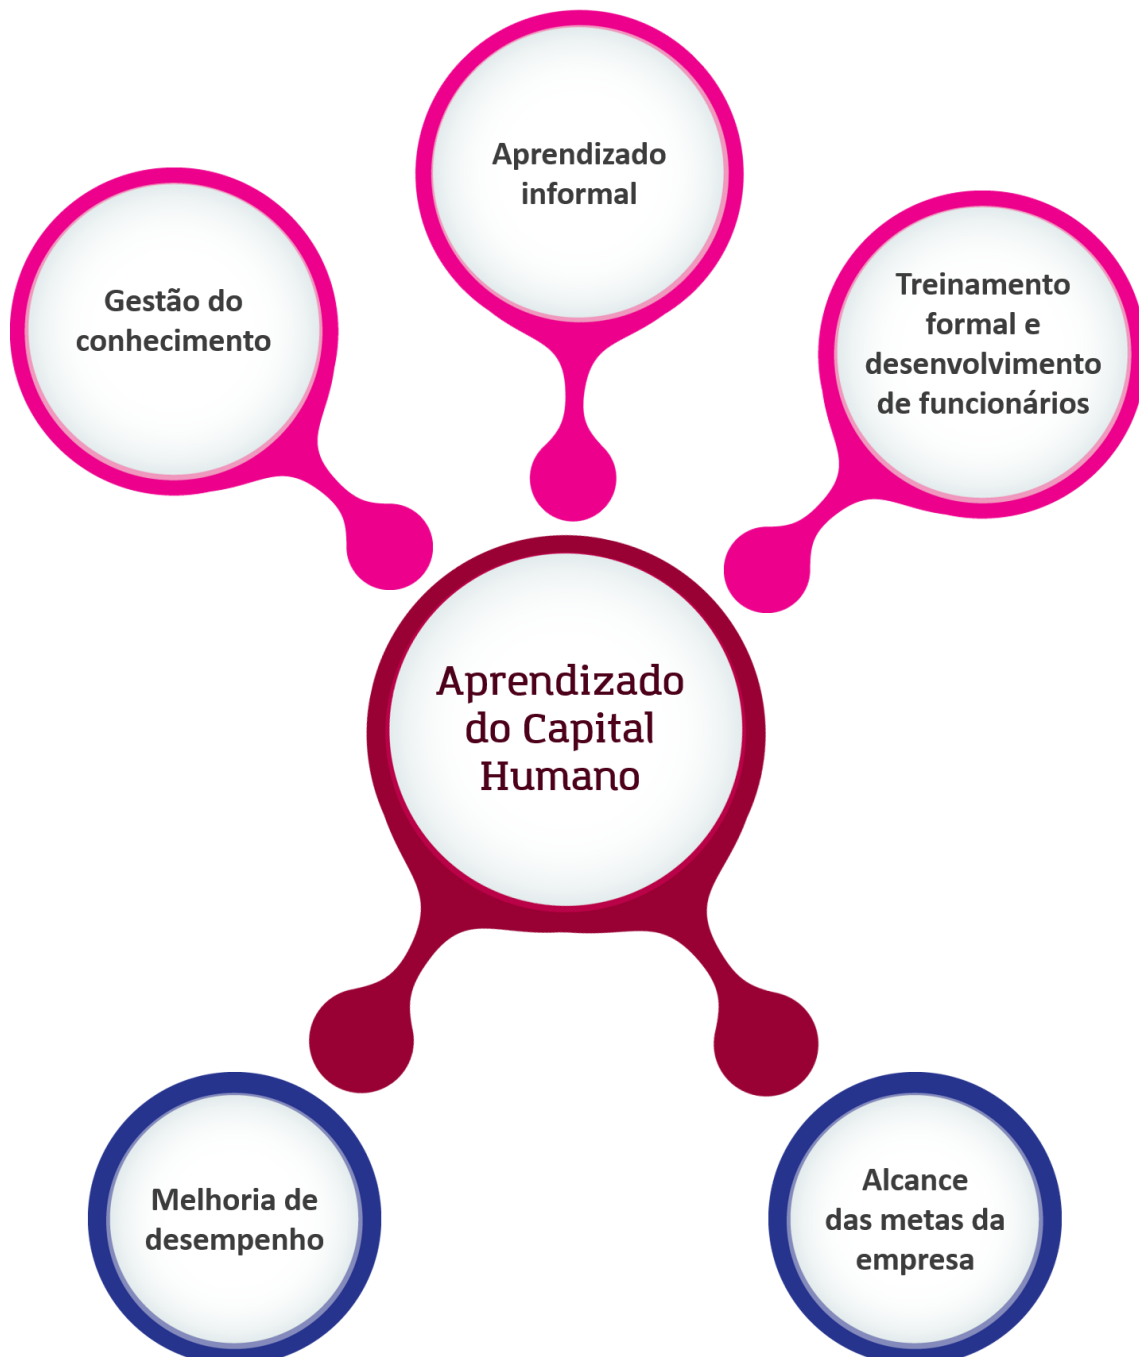 Aprendizado
informal
Gestão do
conhecimento
Treinamento
formal e
desenvolvimento
de funcionários
Aprendizado
do Capital
Humano
Melhoria de
desempenho
Alcance
das metas da
empresa